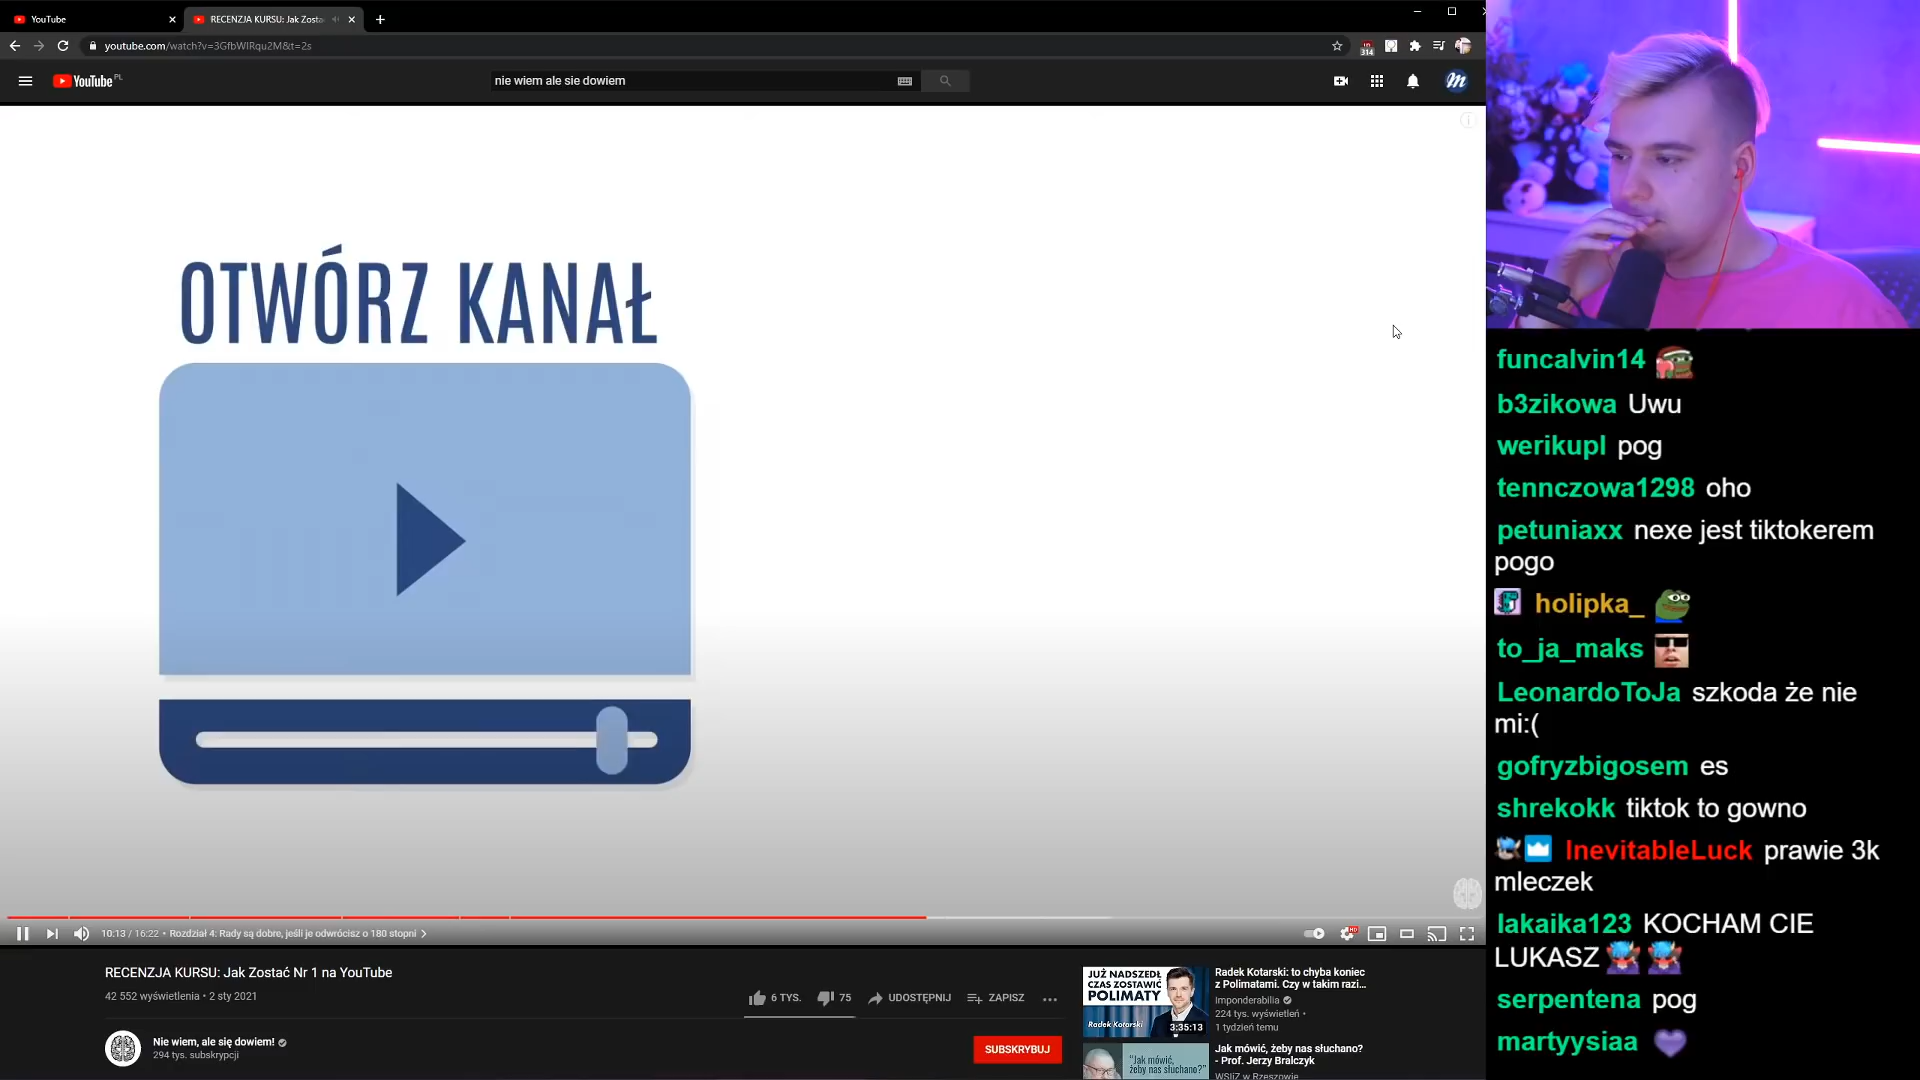 YouTube
RECENZJA KURSU: Jak Zosta
youtube.com/watch?v=3GfbWlRqu2M&t=2s
314
YouTube PL
nie wiem ale sie dowiem
OTWÓRZ KANAŁ
10:13 / 16:22 • Rozdział 4: Rady są dobre, jeśli je odwrócisz o 180 stopni
HD
RECENZJA KURSU: Jak Zostać Nr 1 na YouTube
42 552 wyświetlenia • 2 sty 2021
6 TYS.
75
UDOSTĘPNIJ
ZAPISZ
Nie wiem, ale się dowiem!
294 tys. subskrypcji
SUBSKRYBUJ
JUŻ NADSZEDŁ
CZAS ZOSTAWIĆ
POLIMATY
Radek Kotarski
3:35:13
Radek Kotarski: to chyba koniec
z Polimatami. Czy w takim razi...
Imponderabilia
224 tys. wyświetleń •
1 tydzień temu
"Jak mówić,
żeby nas słuchano?"
Jak mówić, żeby nas słuchano?
- Prof. Jerzy Bralczyk
WSIiZ w Rzeszowie
funcalvin14
b3zikowa Uwu
werikupl pog
tennczowa1298 oho
petuniaxx nexe jest tiktokerem
pogo
holipka_
to_ja_maks
LeonardoToJa szkoda że nie
mi:(
gofryzbigosem es
shrekokk tiktok to gowno
InevitableLuck prawie 3k
mleczek
lakaika123 KOCHAM CIE
LUKASZ
serpentena pog
martyysiaa